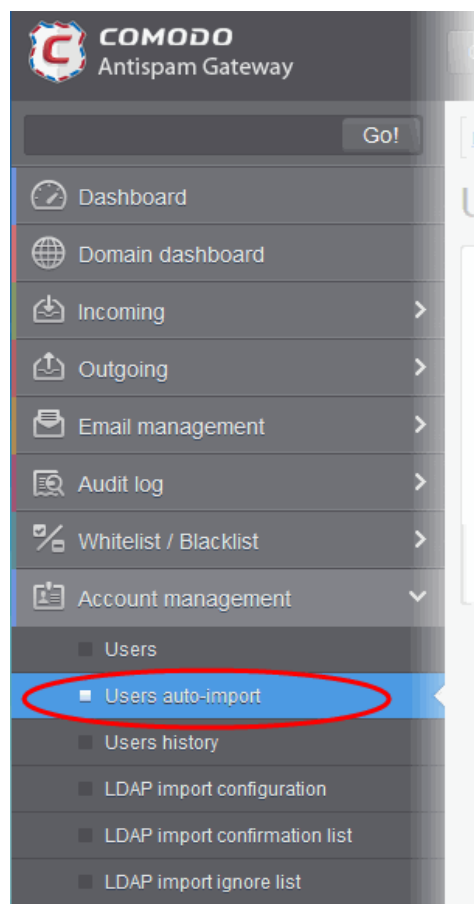 COMODO
Antispam Gateway
Go!
Dashboard
Domain dashboard
Incoming
Outgoing
Email management
Audit log
Whitelist / Blacklist
Account management
Users
Users auto-import
Users history
LDAP import configuration
LDAP import confirmation list
LDAP import ignore list